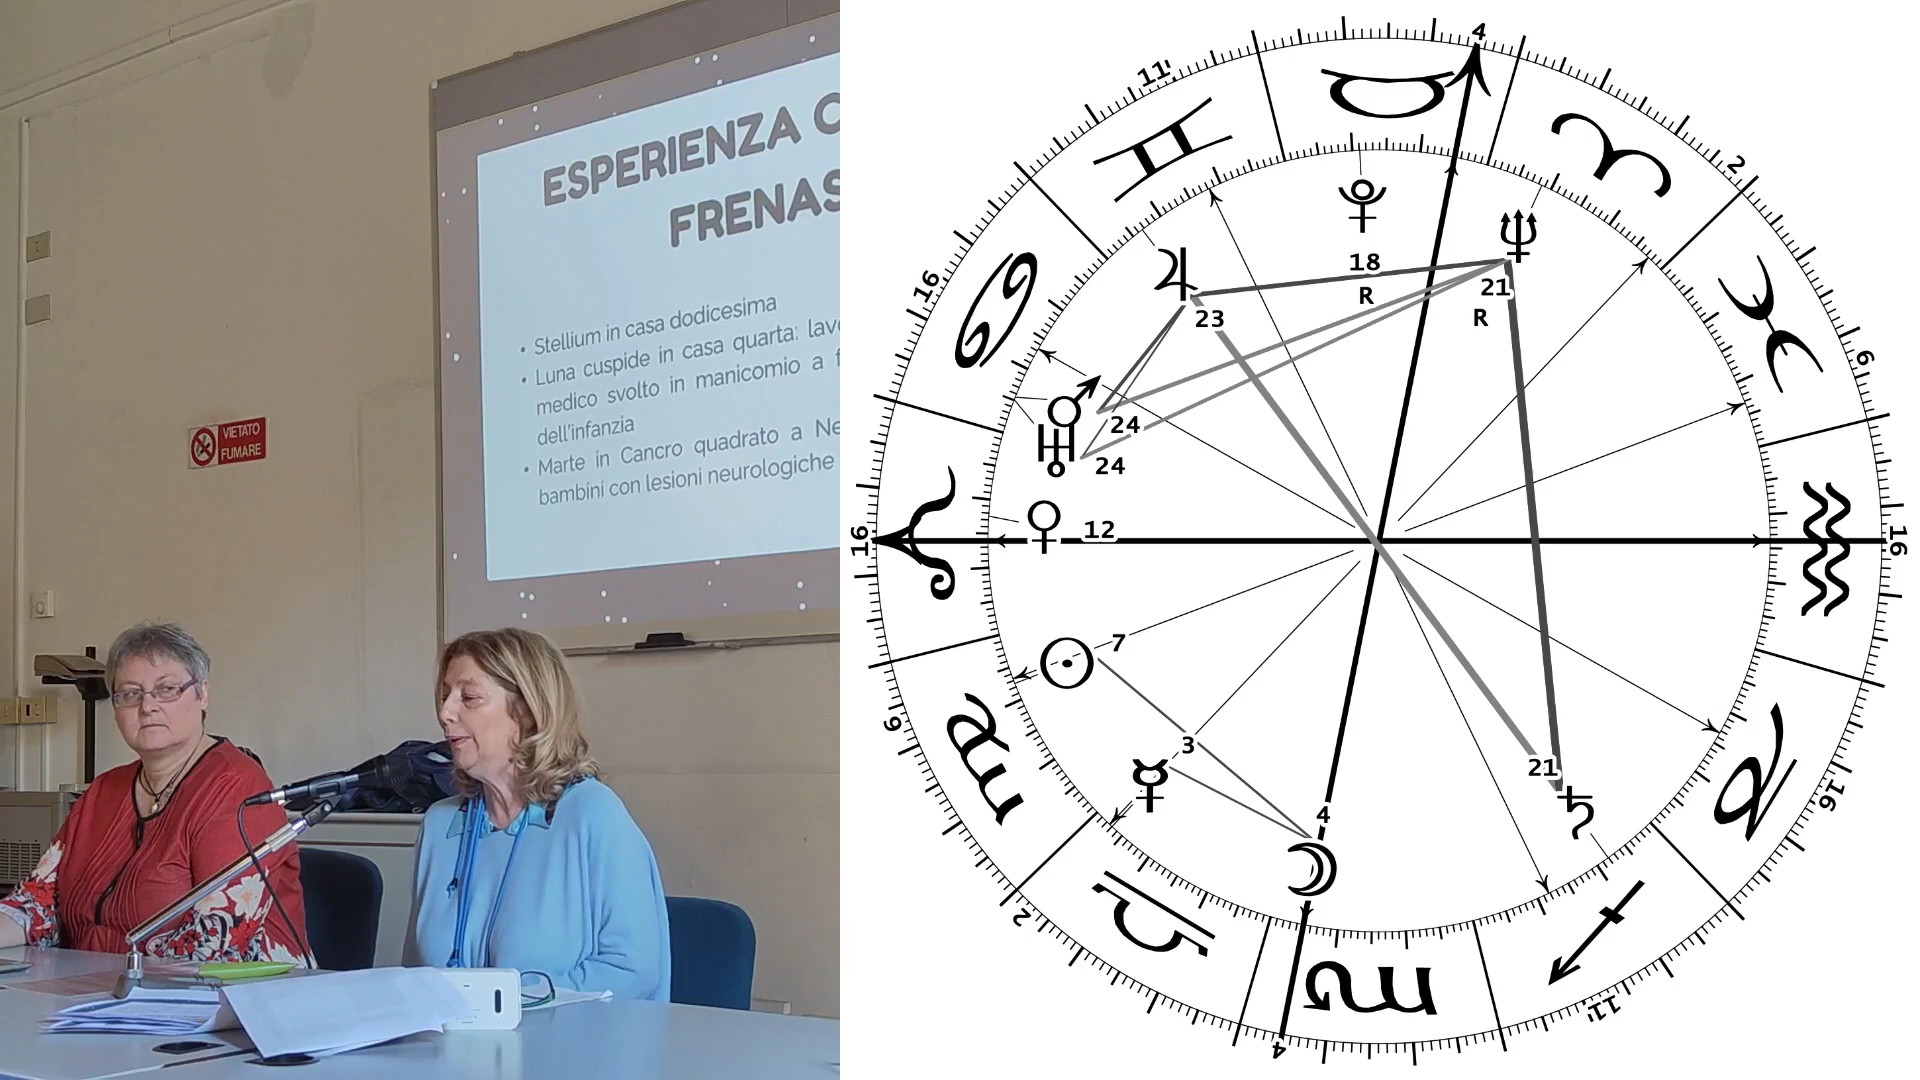 ESPERIENZA
FRENAS
• Stellium in casa dodicesima
• Luna cuspide in casa quarta: lav
medico svolto in manicomio a f
dell'infanzia
• Marte in Cancro quadrato a Ne
bambini con lesioni neurologiche
VIETATO
FUMARE
4
11'
2
16
6
18
R
21
R
23
24
24
16
12
16
7
9
3
21
16
4
2
11'
4